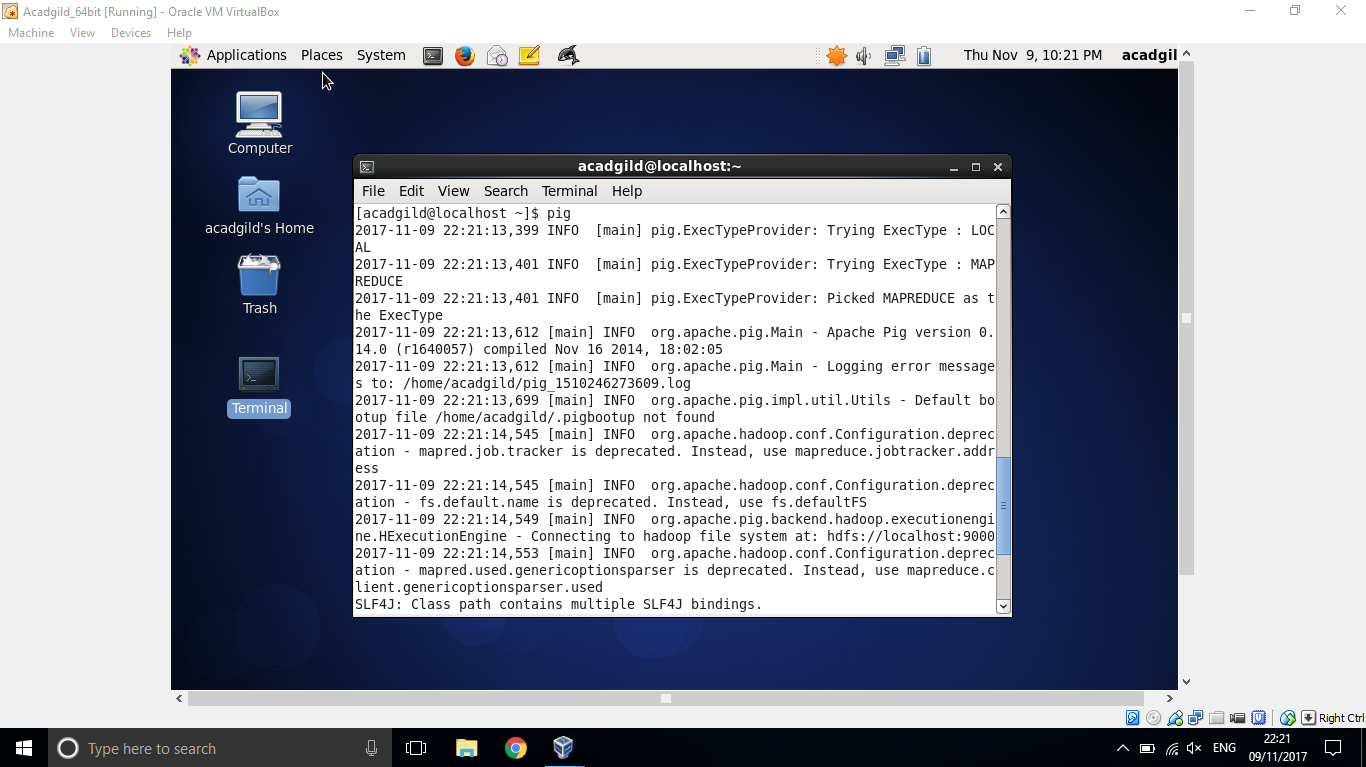 Acadgild_64bit [Running] - Oracle VM VirtualBox
Machine View Devices Help
Applications Places System Thu Nov 9, 10:21 PM acadgil
Computer
acadgild's Home
Trash
Terminal
acadgild@localhost:~
File Edit View Search Terminal Help
[acadgild@localhost ~]$ pig
2017-11-09 22:21:13,399 INFO  [main] pig.ExecTypeProvider: Trying ExecType : LOC
AL
2017-11-09 22:21:13,401 INFO  [main] pig.ExecTypeProvider: Trying ExecType : MAP
REDUCE
2017-11-09 22:21:13,401 INFO  [main] pig.ExecTypeProvider: Picked MAPREDUCE as t
he ExecType
2017-11-09 22:21:13,612 [main] INFO  org.apache.pig.Main - Apache Pig version 0.
14.0 (r1640057) compiled Nov 16 2014, 18:02:05
2017-11-09 22:21:13,612 [main] INFO  org.apache.pig.Main - Logging error message
s to: /home/acadgild/pig_1510246273609.log
2017-11-09 22:21:13,699 [main] INFO  org.apache.pig.impl.util.Utils - Default bo
otup file /home/acadgild/.pigbootup not found
2017-11-09 22:21:14,545 [main] INFO  org.apache.hadoop.conf.Configuration.deprec
ation - mapred.job.tracker is deprecated. Instead, use mapreduce.jobtracker.addr
ess
2017-11-09 22:21:14,545 [main] INFO  org.apache.hadoop.conf.Configuration.deprec
ation - fs.default.name is deprecated. Instead, use fs.defaultFS
2017-11-09 22:21:14,549 [main] INFO  org.apache.pig.backend.hadoop.executionengi
ne.HExecutionEngine - Connecting to hadoop file system at: hdfs://localhost:9000
2017-11-09 22:21:14,553 [main] INFO  org.apache.hadoop.conf.Configuration.deprec
ation - mapred.used.genericoptionsparser is deprecated. Instead, use mapreduce.c
lient.genericoptionsparser.used
SLF4J: Class path contains multiple SLF4J bindings.
Right Ctrl
Type here to search
ENG
22:21
09/11/2017